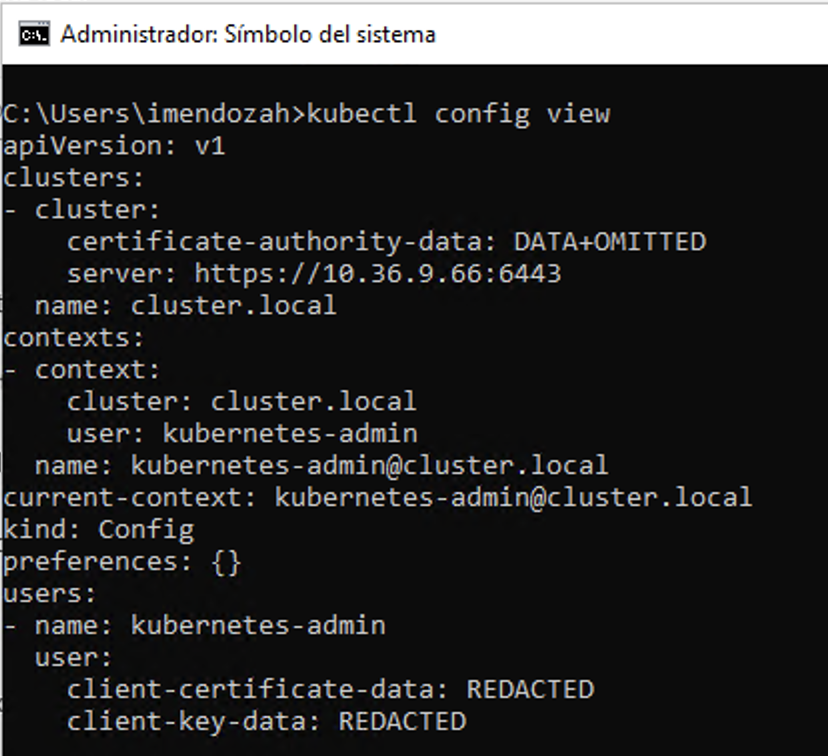 Administrador: Símbolo del sistema
C:\Users\imendozah>kubectl config view
apiVersion: v1
clusters:
- cluster:
    certificate-authority-data: DATA+OMITTED
    server: https://10.36.9.66:6443
  name: cluster.local
contexts:
- context:
    cluster: cluster.local
    user: kubernetes-admin
  name: kubernetes-admin@cluster.local
current-context: kubernetes-admin@cluster.local
kind: Config
preferences: {}
users:
- name: kubernetes-admin
  user:
    client-certificate-data: REDACTED
    client-key-data: REDACTED